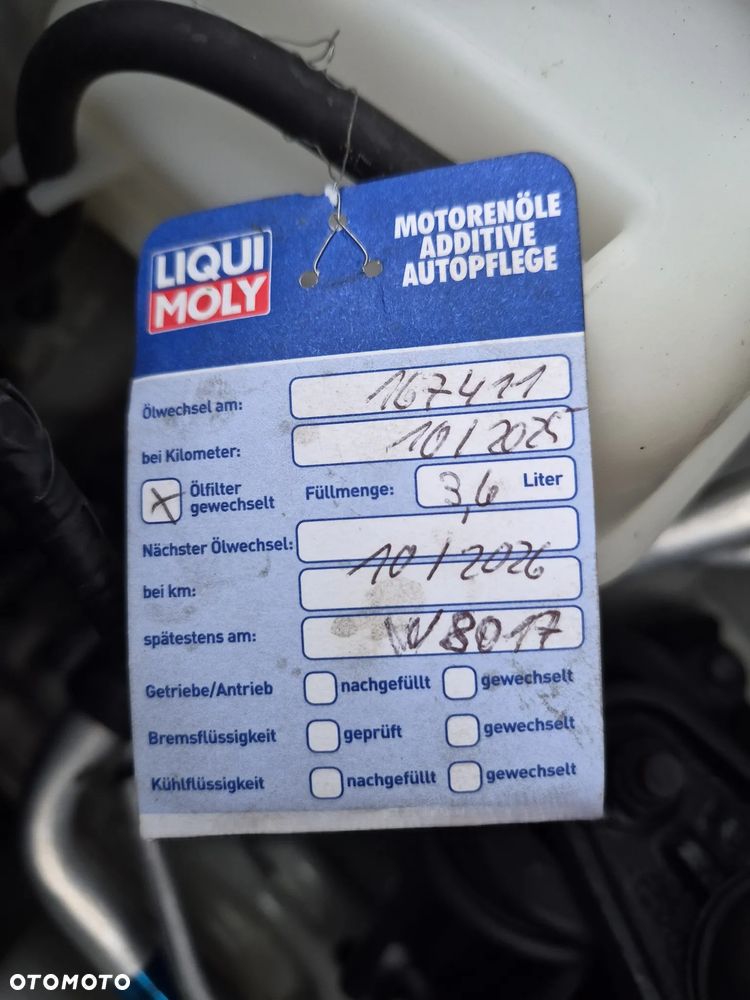 LIQUI
MOLY
MOTORENÖLE
ADDITIVE
AUTOPFLEGE
Ölwechsel am: 167411
bei Kilometer: 10/2025
X Ölfilter gewechselt Füllmenge: 3,6 Liter
Nächster Ölwechsel:
bei km: 10/2026
spätestens am: W8017
Getriebe/Antrieb nachgefüllt gewechselt
Bremsflüssigkeit geprüft gewechselt
Kühlflüssigkeit nachgefüllt gewechselt
OTOMOTO